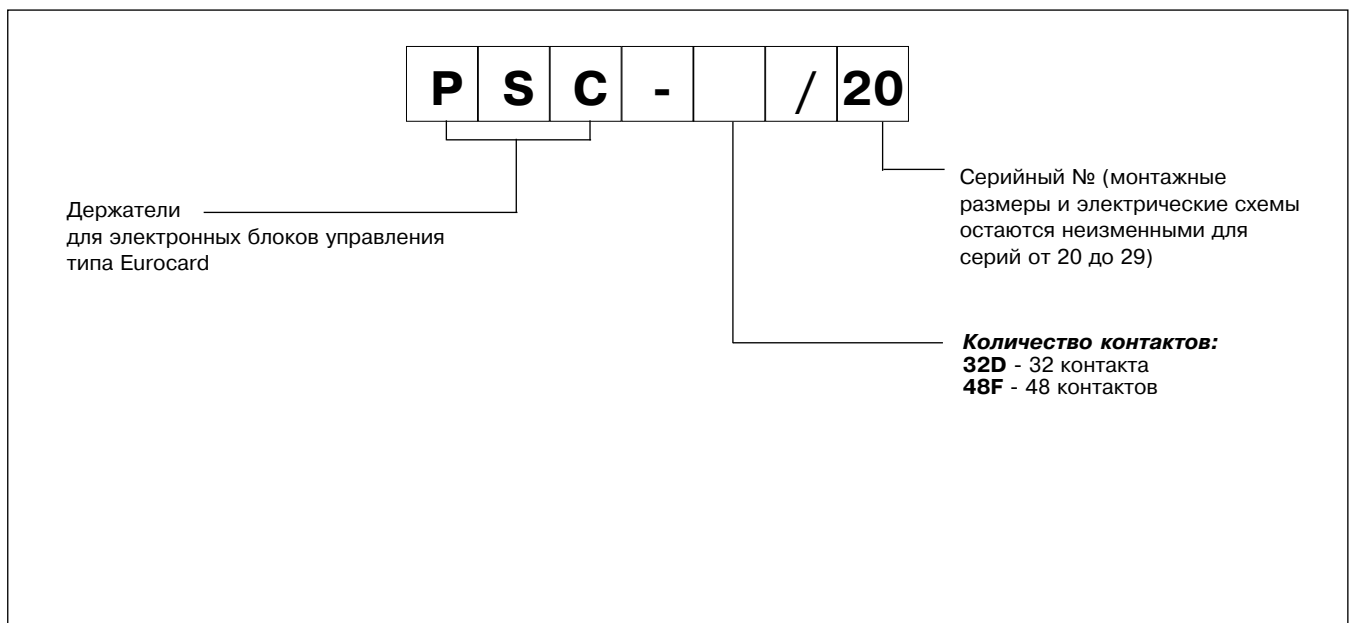 P S C - / 20
Держатели
для электронных блоков управления
типа Eurocard
Серийный № (монтажные
размеры и электрические схемы
остаются неизменными для
серий от 20 до 29)
Количество контактов:
32D - 32 контакта
48F - 48 контактов